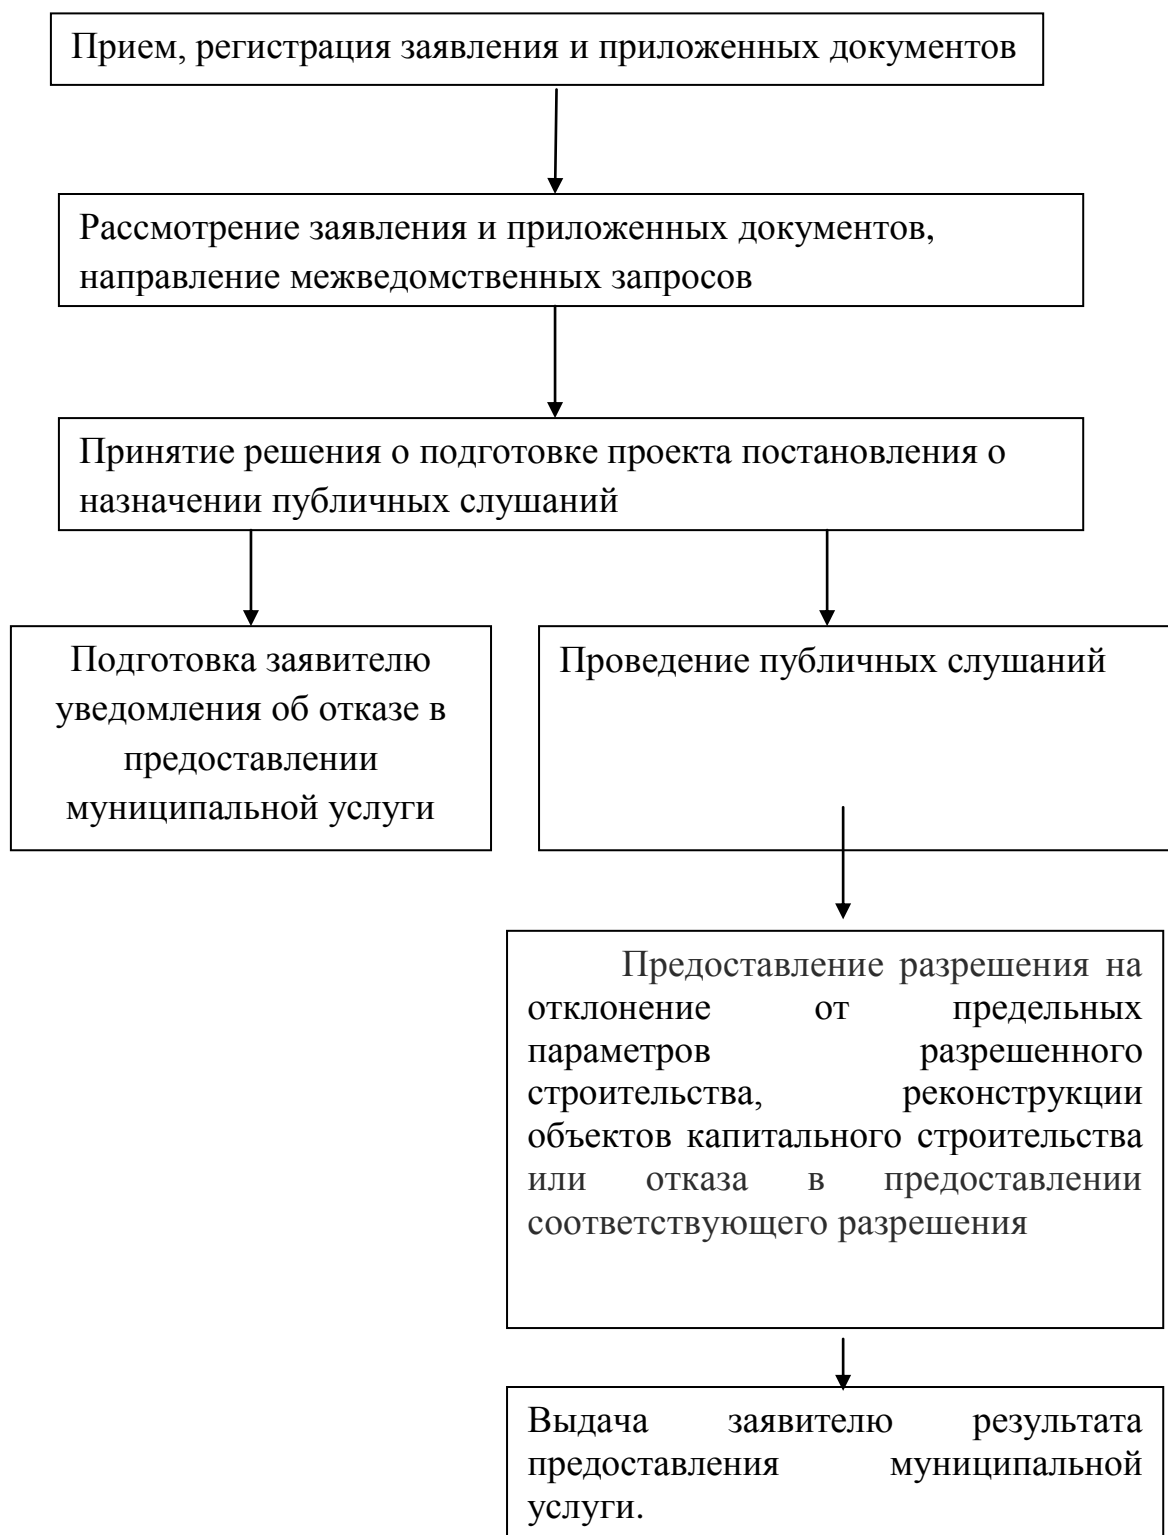 Прием, регистрация заявления и приложенных документов
Рассмотрение заявления и приложенных документов,
направление межведомственных запросов
Принятие решения о подготовке проекта постановления о
назначении публичных слушаний
Подготовка заявителю
уведомления об отказе в
предоставлении
муниципальной услуги
Проведение публичных слушаний
Предоставление разрешения на
отклонение от предельных
параметров разрешенного
строительства, реконструкции
объектов капитального строительства
или отказа в предоставлении
соответствующего разрешения
Выдача заявителю результата
предоставления муниципальной
услуги.